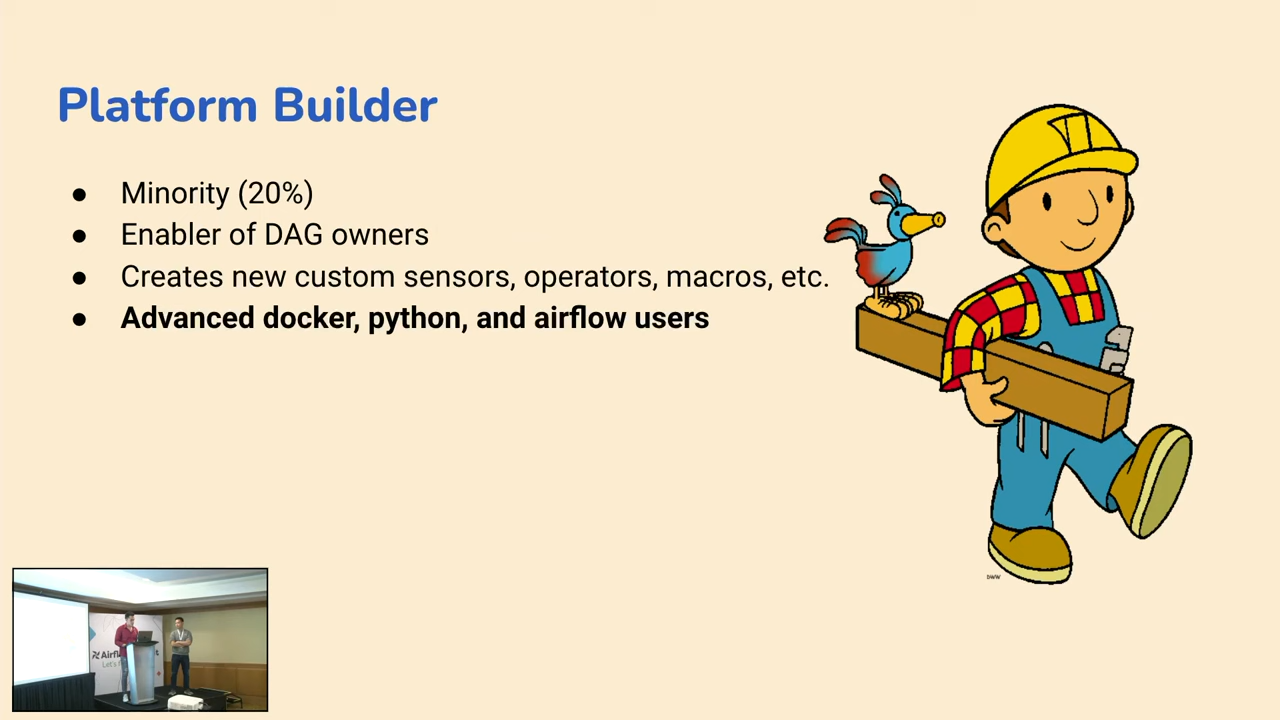 Platform Builder
● Minority (20%)
● Enabler of DAG owners
● Creates new custom sensors, operators, macros, etc.
● Advanced docker, python, and airflow users